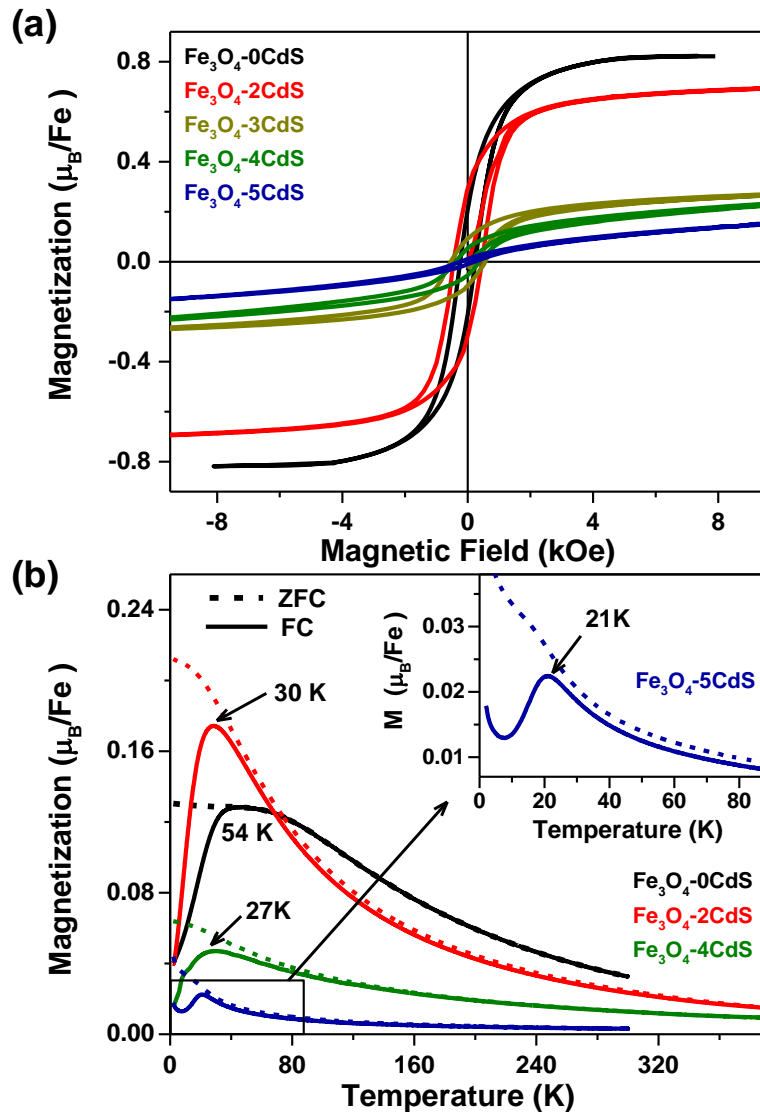 (a)
Fe₃O₄-0CdS
Fe₃O₄-2CdS
Fe₃O₄-3CdS
Fe₃O₄-4CdS
Fe₃O₄-5CdS
Magnetization (μ_B/Fe )
0.8
0.4
0.0
-0.4
-0.8
-8
-4
0
4
8
Magnetic Field (kOe)
(b)
ZFC
FC
Magnetization (μ_B/Fe )
0.24
0.16
0.08
0.00
30 K
54 K
27K
M (μ_B/Fe )
0.03
0.02
0.01
21K
Fe₃O₄-5CdS
0
20
40
60
80
Temperature (K)
Fe₃O₄-0CdS
Fe₃O₄-2CdS
Fe₃O₄-4CdS
0
80
160
240
320
Temperature (K)